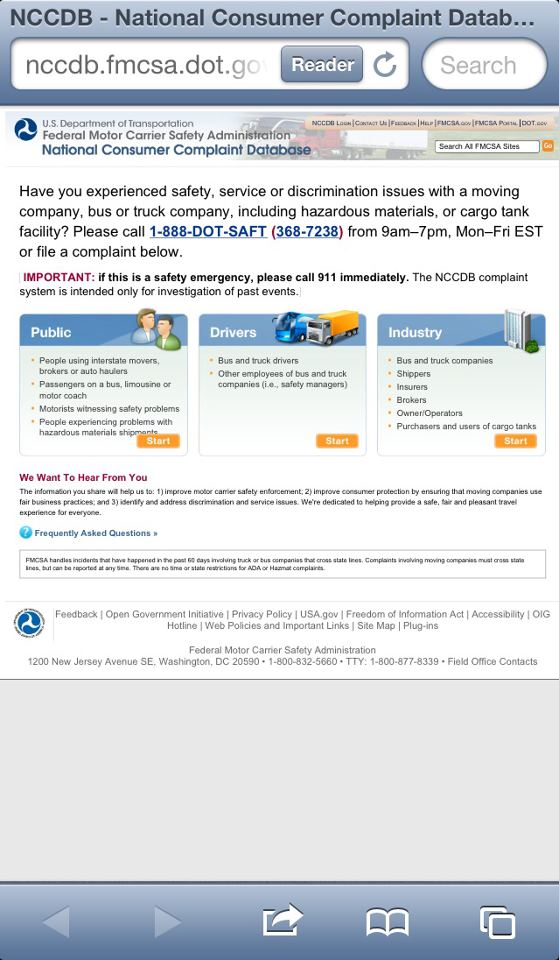 NCCDB - National Consumer Complaint Datab...
nccdb.fmcsa.dot.gov
Reader
Search
U.S. Department of Transportation
Federal Motor Carrier Safety Administration
National Consumer Complaint Database
NCCDB Login | Contact Us | Feedback | Help | FMCSA.gov | FMCSA Portal | DOT.gov
Search All FMCSA Sites
Go
Have you experienced safety, service or discrimination issues with a moving
company, bus or truck company, including hazardous materials, or cargo tank
facility? Please call 1-888-DOT-SAFT (368-7238) from 9am–7pm, Mon–Fri EST
or file a complaint below.
IMPORTANT: if this is a safety emergency, please call 911 immediately. The NCCDB complaint
system is intended only for investigation of past events.
Public
People using interstate movers,
brokers or auto haulers
Passengers on a bus, limousine or
motor coach
Motorists witnessing safety problems
People experiencing problems with
hazardous materials shipments
Start
Drivers
Bus and truck drivers
Other employees of bus and truck
companies (i.e., safety managers)
Start
Industry
Bus and truck companies
Shippers
Insurers
Brokers
Owner/Operators
Purchasers and users of cargo tanks
Start
We Want To Hear From You
The information you share will help us to: 1) improve motor carrier safety enforcement; 2) improve consumer protection by ensuring that moving companies use
fair business practices; and 3) identify and address discrimination and service issues. We're dedicated to helping provide a safe, fair and pleasant travel
experience for everyone.
? Frequently Asked Questions »
FMCSA handles incidents that have happened in the past 60 days involving truck or bus companies that cross state lines. Complaints involving moving companies must cross state
lines, but can be reported at any time. There are no time or state restrictions for ADA or Hazmat complaints.
Feedback | Open Government Initiative | Privacy Policy | USA.gov | Freedom of Information Act | Accessibility | OIG
Hotline | Web Policies and Important Links | Site Map | Plug-ins
Federal Motor Carrier Safety Administration
1200 New Jersey Avenue SE, Washington, DC 20590 • 1-800-832-5660 • TTY: 1-800-877-8339 • Field Office Contacts